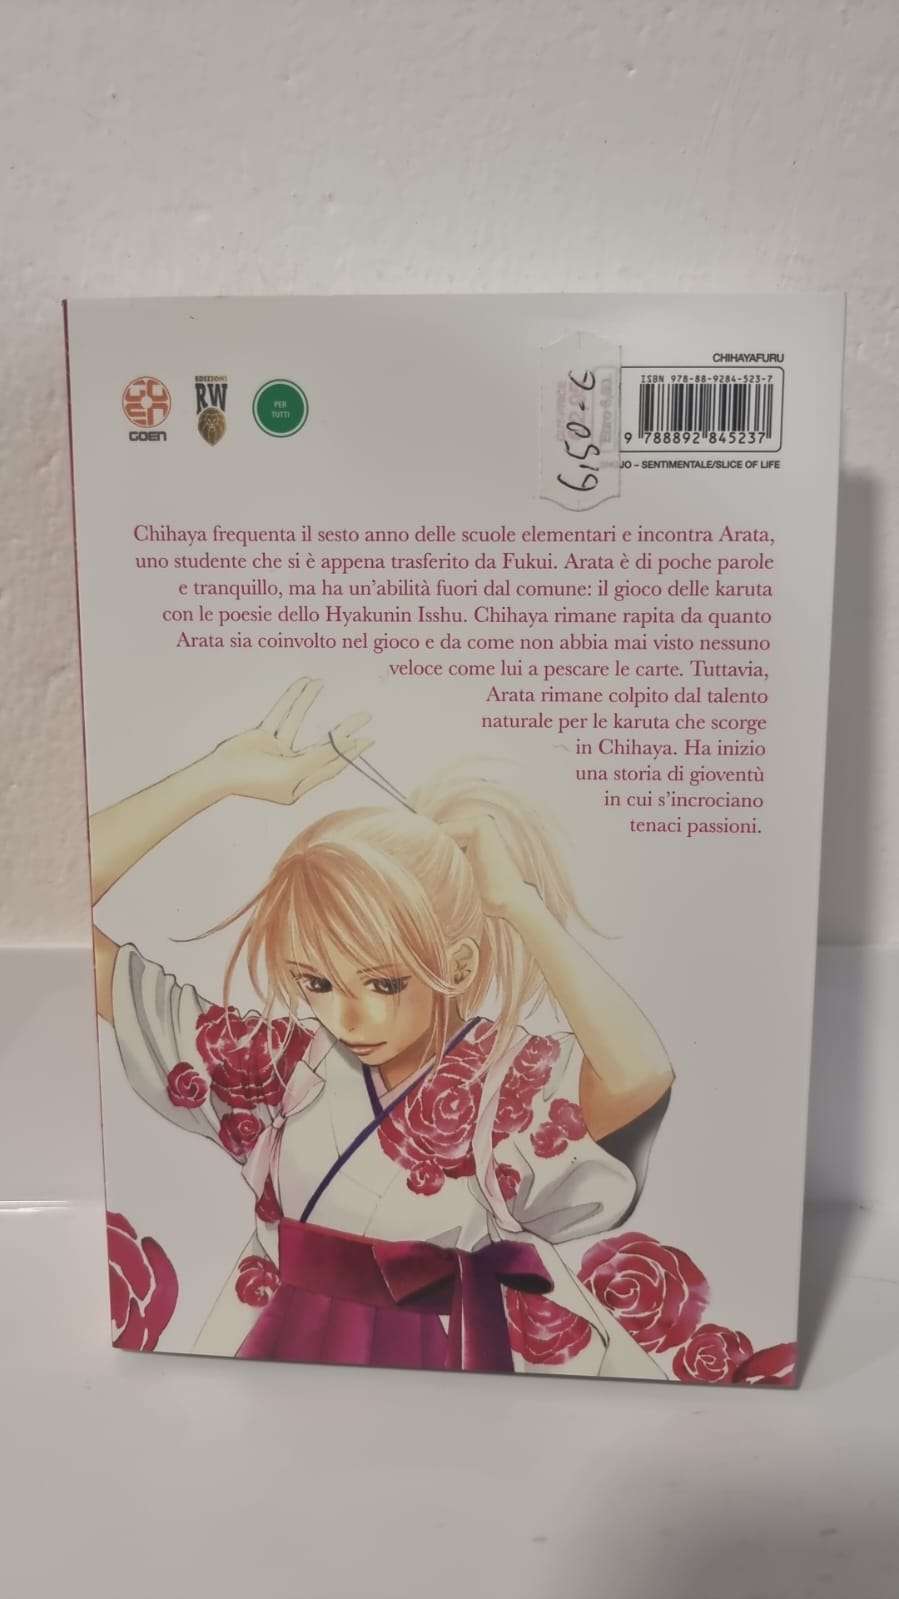 CHIHAYAFURU
ISBN 978-88-9284-523-7
9 788892 845237
GOEN
EDIZIONI
RW
PER
TUTTI
6,50 €
JO – SENTIMENTALE/SLICE OF LIFE
Chihaya frequenta il sesto anno delle scuole elementari e incontra Arata,
uno studente che si è appena trasferito da Fukui. Arata è di poche parole
e tranquillo, ma ha un'abilità fuori dal comune: il gioco delle karuta
con le poesie dello Hyakunin Isshu. Chihaya rimane rapita da quanto
Arata sia coinvolto nel gioco e da come non abbia mai visto nessuno
veloce come lui a pescare le carte. Tuttavia,
Arata rimane colpito dal talento
naturale per le karuta che scorge
in Chihaya. Ha inizio
una storia di gioventù
in cui s'incrociano
tenaci passioni.